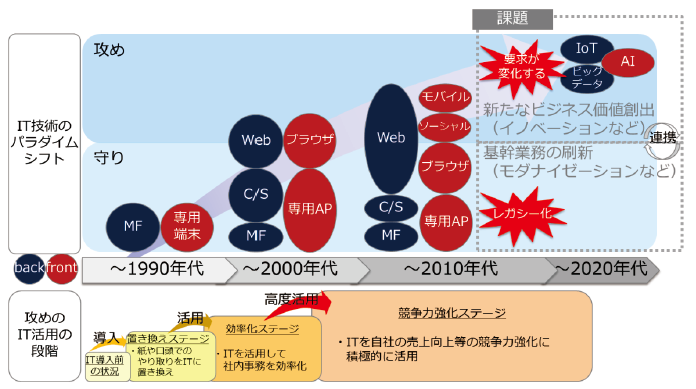 課題
攻め
要求が
変化する
IoT
ビッグ
データ
AI
IT技術の
パラダイム
シフト
モバイル
ソーシャル
Web
ブラウザ
Web
新たなビジネス価値創出
(イノベーションなど)
連携
守り
基幹業務の刷新
(モダナイゼーションなど)
ブラウザ
C/S
専用AP
C/S
専用AP
レガシー化
MF
専用
端末
MF
MF
back
front
～1990年代
～2000年代
～2010年代
～2020年代
攻めの
IT活用の
段階
導入
活用
高度活用
IT導入前
の状況
置き換えステージ
・紙や口頭での
やり取りをITに
置き換え
効率化ステージ
・ITを活用して
社内事務を効率化
競争力強化ステージ
・ITを自社の売上向上等の競争力強化に
積極的に活用